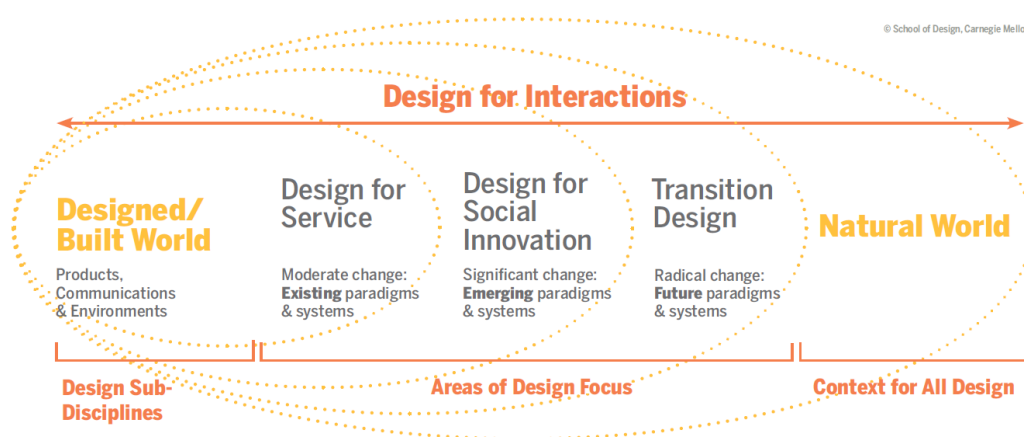 © School of Design, Carnegie Mello
Design for Interactions
Designed/
Built World
Products,
Communications
& Environments
Design for
Service
Moderate change:
Existing paradigms
& systems
Design for
Social
Innovation
Significant change:
Emerging paradigms
& systems
Transition
Design
Radical change:
Future paradigms
& systems
Natural World
Design Sub-
Disciplines
Areas of Design Focus
Context for All Design